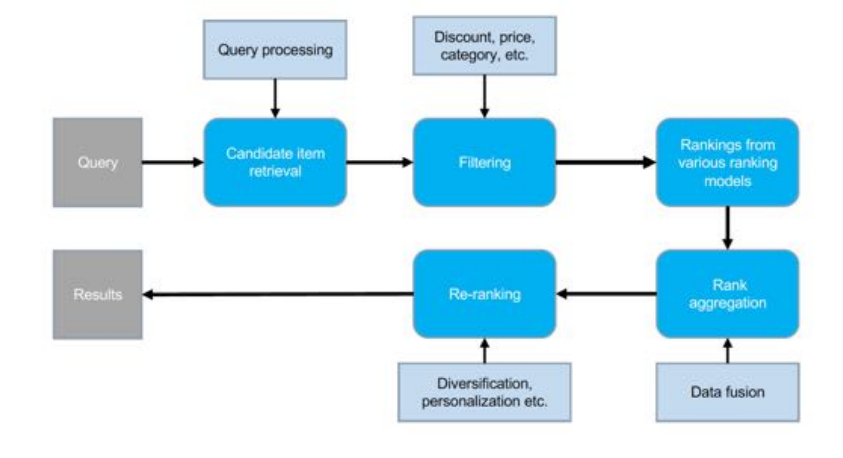 Query processing
Discount, price,
category, etc.
Query
Candidate item
retrieval
Filtering
Rankings from
various ranking
models
Results
Re-ranking
Rank
aggregation
Diversification,
personalization etc.
Data fusion